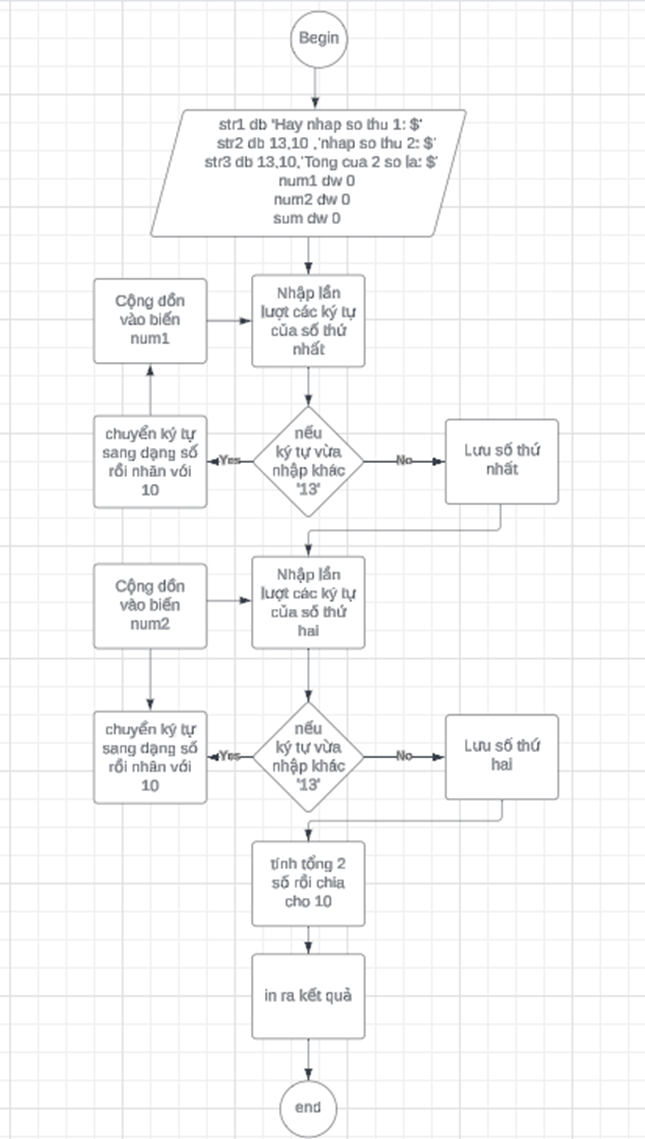 Begin
str1 db 'Hay nhap so thu 1: $'
str2 db 13,10 ,'nhap so thu 2: $'
str3 db 13,10,'Tong cua 2 so la: $'
num1 dw 0
num2 dw 0
sum dw 0
Cộng dồn
vào biến
num1
Nhập lần
lượt các ký tự
của số thứ
nhất
chuyển ký tự
sang dạng số
rồi nhân với
10
Yes
nếu
ký tự vừa
nhập khác
'13'
No
Lưu số thứ
nhất
Cộng dồn
vào biến
num2
Nhập lần
lượt các ký tự
của số thứ
hai
chuyển ký tự
sang dạng số
rồi nhân với
10
Yes
nếu
ký tự vừa
nhập khác
'13'
No
Lưu số thứ
hai
tính tổng 2
số rồi chia
cho 10
in ra kết quả
end